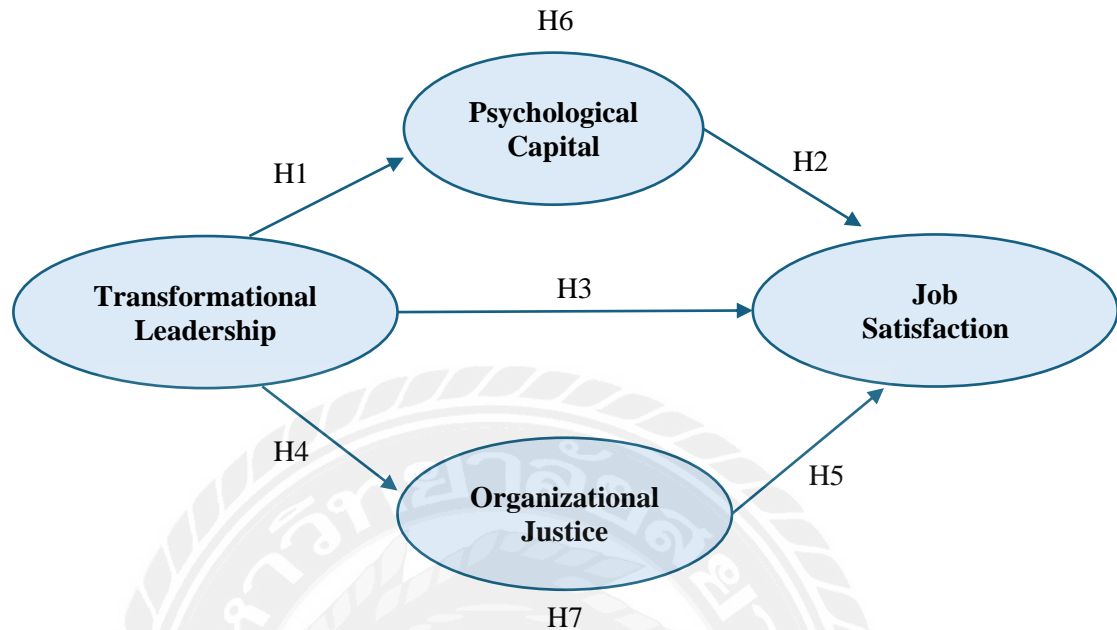 H6
Psychological
Capital
H1
H2
Transformational
Leadership
H3
Job
Satisfaction
H4
Organizational
Justice
H5
H7